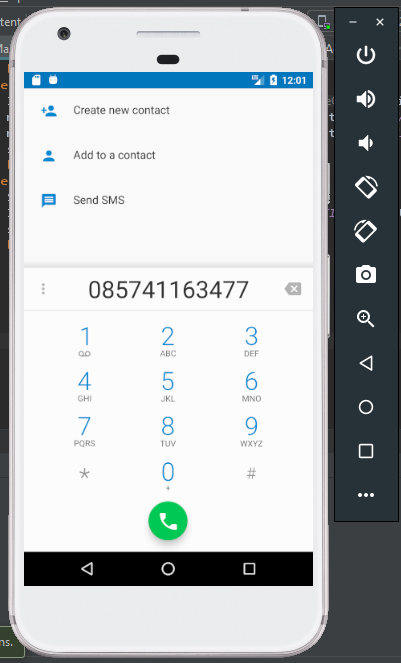 12:01
Create new contact
Add to a contact
Send SMS
085741163477
1 2 3
ABC DEF
4 5 6
GHI JKL MNO
7 8 9
PQRS TUV WXYZ
* 0 #
+
ns.